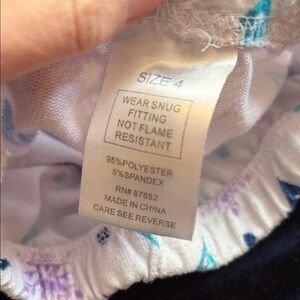 SIZE 4
WEAR SNUG
FITTING
NOT FLAME
RESISTANT
95%POLYESTER
5%SPANDEX
RN# 87652
MADE IN CHINA
CARE SEE REVERSE